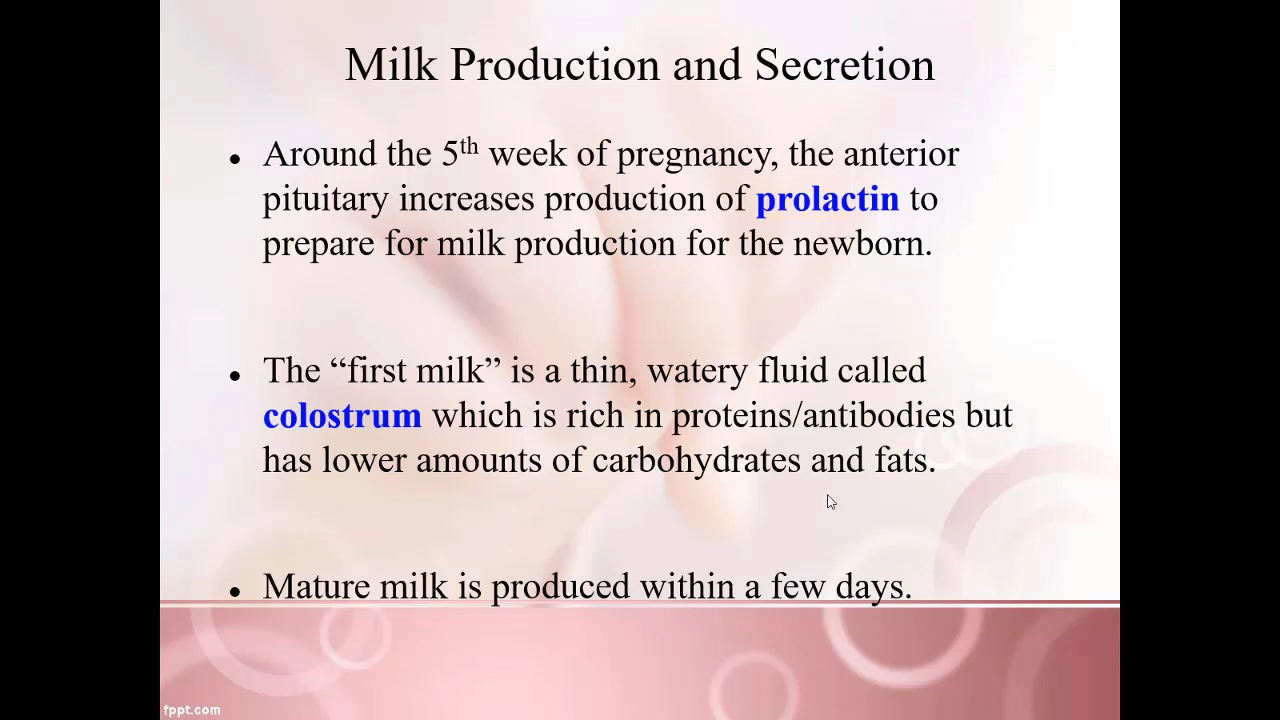 Milk Production and Secretion
• Around the 5th week of pregnancy, the anterior
pituitary increases production of prolactin to
prepare for milk production for the newborn.
• The “first milk” is a thin, watery fluid called
colostrum which is rich in proteins/antibodies but
has lower amounts of carbohydrates and fats.
• Mature milk is produced within a few days.
fppt.com